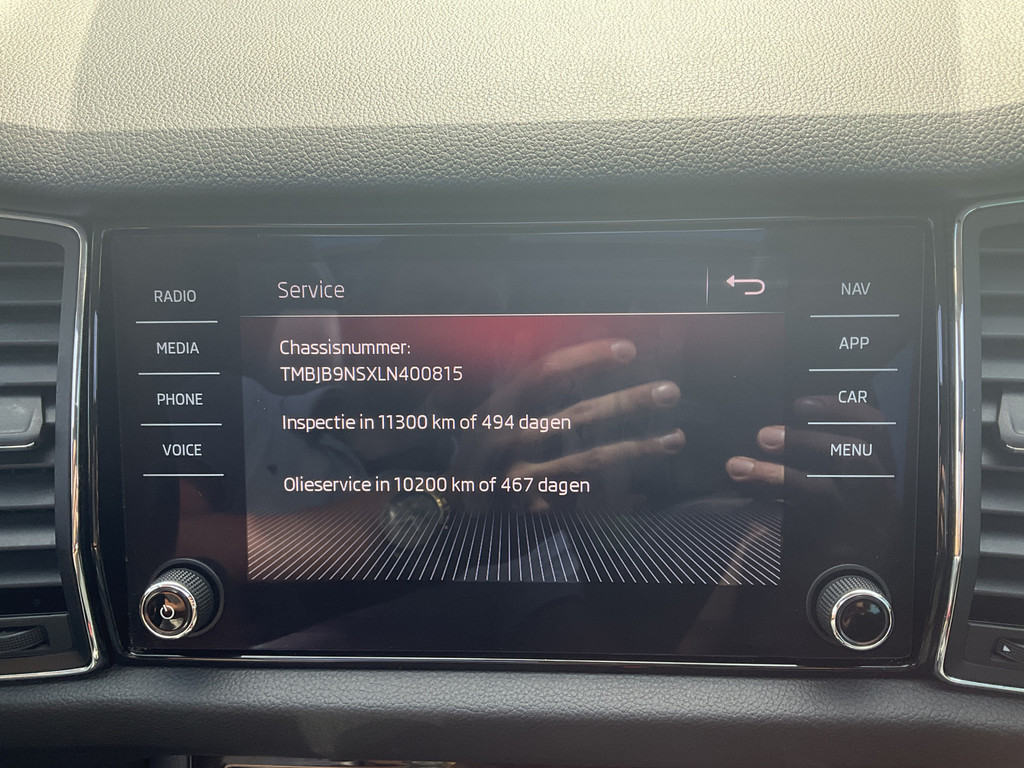 Service
RADIO
MEDIA
PHONE
VOICE
Chassisnummer:
TMBJB9NSXLN400815
Inspectie in 11300 km of 494 dagen
Olieservice in 10200 km of 467 dagen
NAV
APP
CAR
MENU